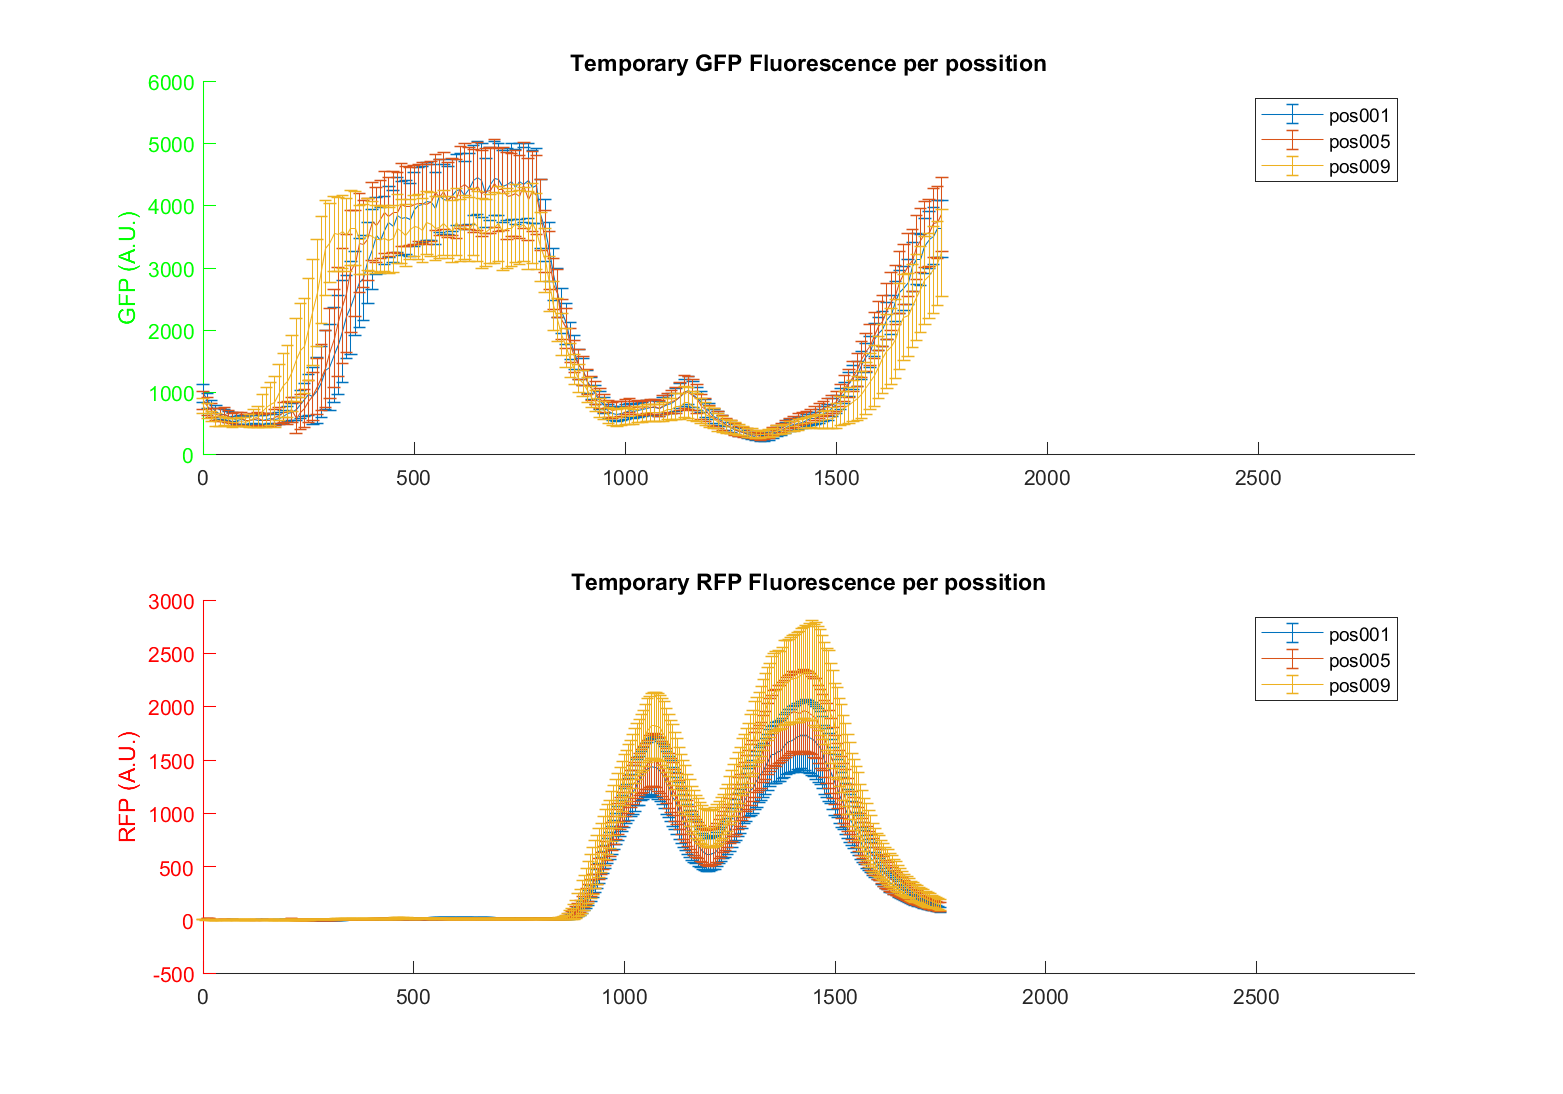 Temporary GFP Fluorescence per possition
GFP (A.U.)
6000
5000
4000
3000
2000
1000
0
0 500 1000 1500 2000 2500
pos001
pos005
pos009
Temporary RFP Fluorescence per possition
RFP (A.U.)
3000
2500
2000
1500
1000
500
0
-500
0 500 1000 1500 2000 2500
pos001
pos005
pos009